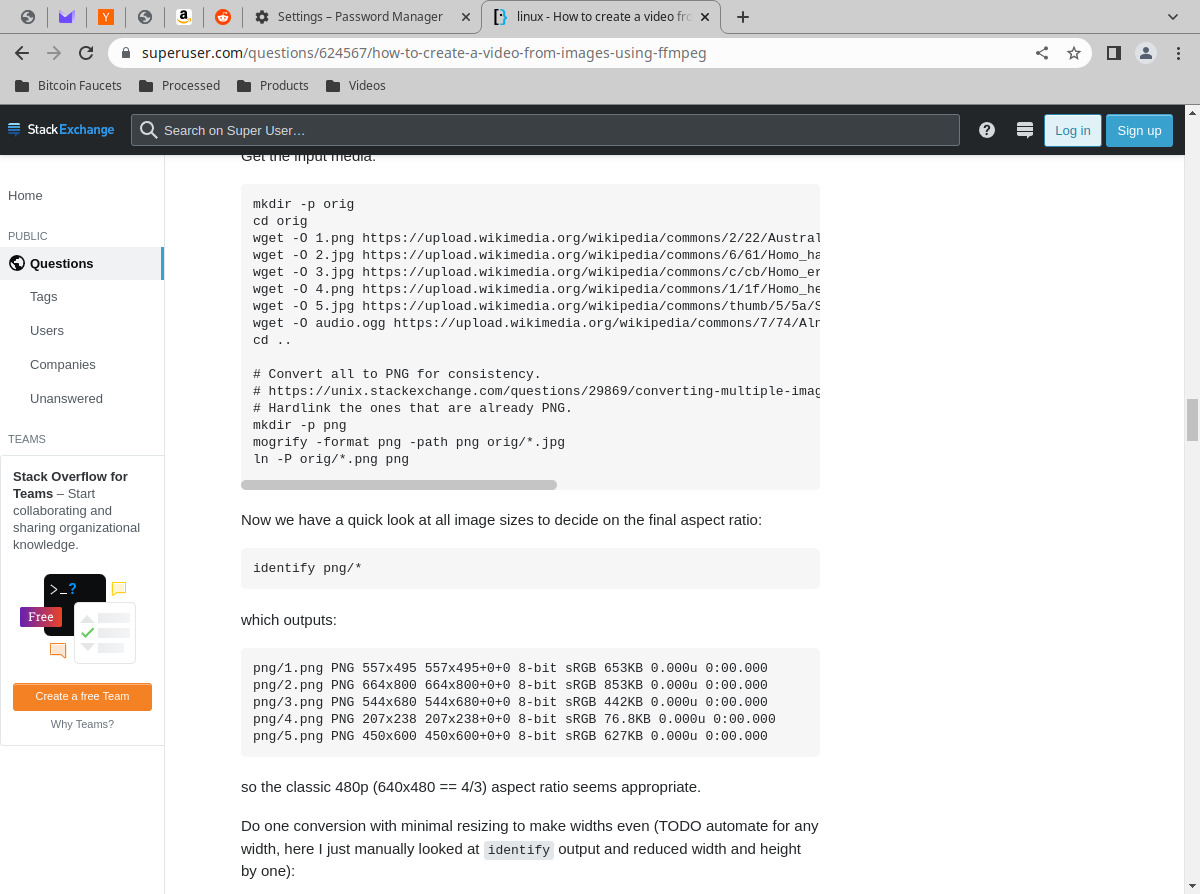 Settings – Password Manager
linux - How to create a video fro
superuser.com/questions/624567/how-to-create-a-video-from-images-using-ffmpeg
Bitcoin Faucets
Processed
Products
Videos
StackExchange
Search on Super User…
Log in
Sign up
Home
PUBLIC
Questions
Tags
Users
Companies
Unanswered
TEAMS
Stack Overflow for
Teams – Start
collaborating and
sharing organizational
knowledge.
>_?
Free
Create a free Team
Why Teams?
Get the input media:
mkdir -p orig
cd orig
wget -O 1.png https://upload.wikimedia.org/wikipedia/commons/2/22/Austral
wget -O 2.jpg https://upload.wikimedia.org/wikipedia/commons/6/61/Homo_ha
wget -O 3.jpg https://upload.wikimedia.org/wikipedia/commons/c/cb/Homo_er
wget -O 4.png https://upload.wikimedia.org/wikipedia/commons/1/1f/Homo_he
wget -O 5.jpg https://upload.wikimedia.org/wikipedia/commons/thumb/5/5a/S
wget -O audio.ogg https://upload.wikimedia.org/wikipedia/commons/7/74/Aln
cd ..
# Convert all to PNG for consistency.
# https://unix.stackexchange.com/questions/29869/converting-multiple-imag
# Hardlink the ones that are already PNG.
mkdir -p png
mogrify -format png -path png orig/*.jpg
ln -P orig/*.png png
Now we have a quick look at all image sizes to decide on the final aspect ratio:
identify png/*
which outputs:
png/1.png PNG 557x495 557x495+0+0 8-bit sRGB 653KB 0.000u 0:00.000
png/2.png PNG 664x800 664x800+0+0 8-bit sRGB 853KB 0.000u 0:00.000
png/3.png PNG 544x680 544x680+0+0 8-bit sRGB 442KB 0.000u 0:00.000
png/4.png PNG 207x238 207x238+0+0 8-bit sRGB 76.8KB 0.000u 0:00.000
png/5.png PNG 450x600 450x600+0+0 8-bit sRGB 627KB 0.000u 0:00.000
so the classic 480p (640x480 == 4/3) aspect ratio seems appropriate.
Do one conversion with minimal resizing to make widths even (TODO automate for any
width, here I just manually looked at identify output and reduced width and height
by one):